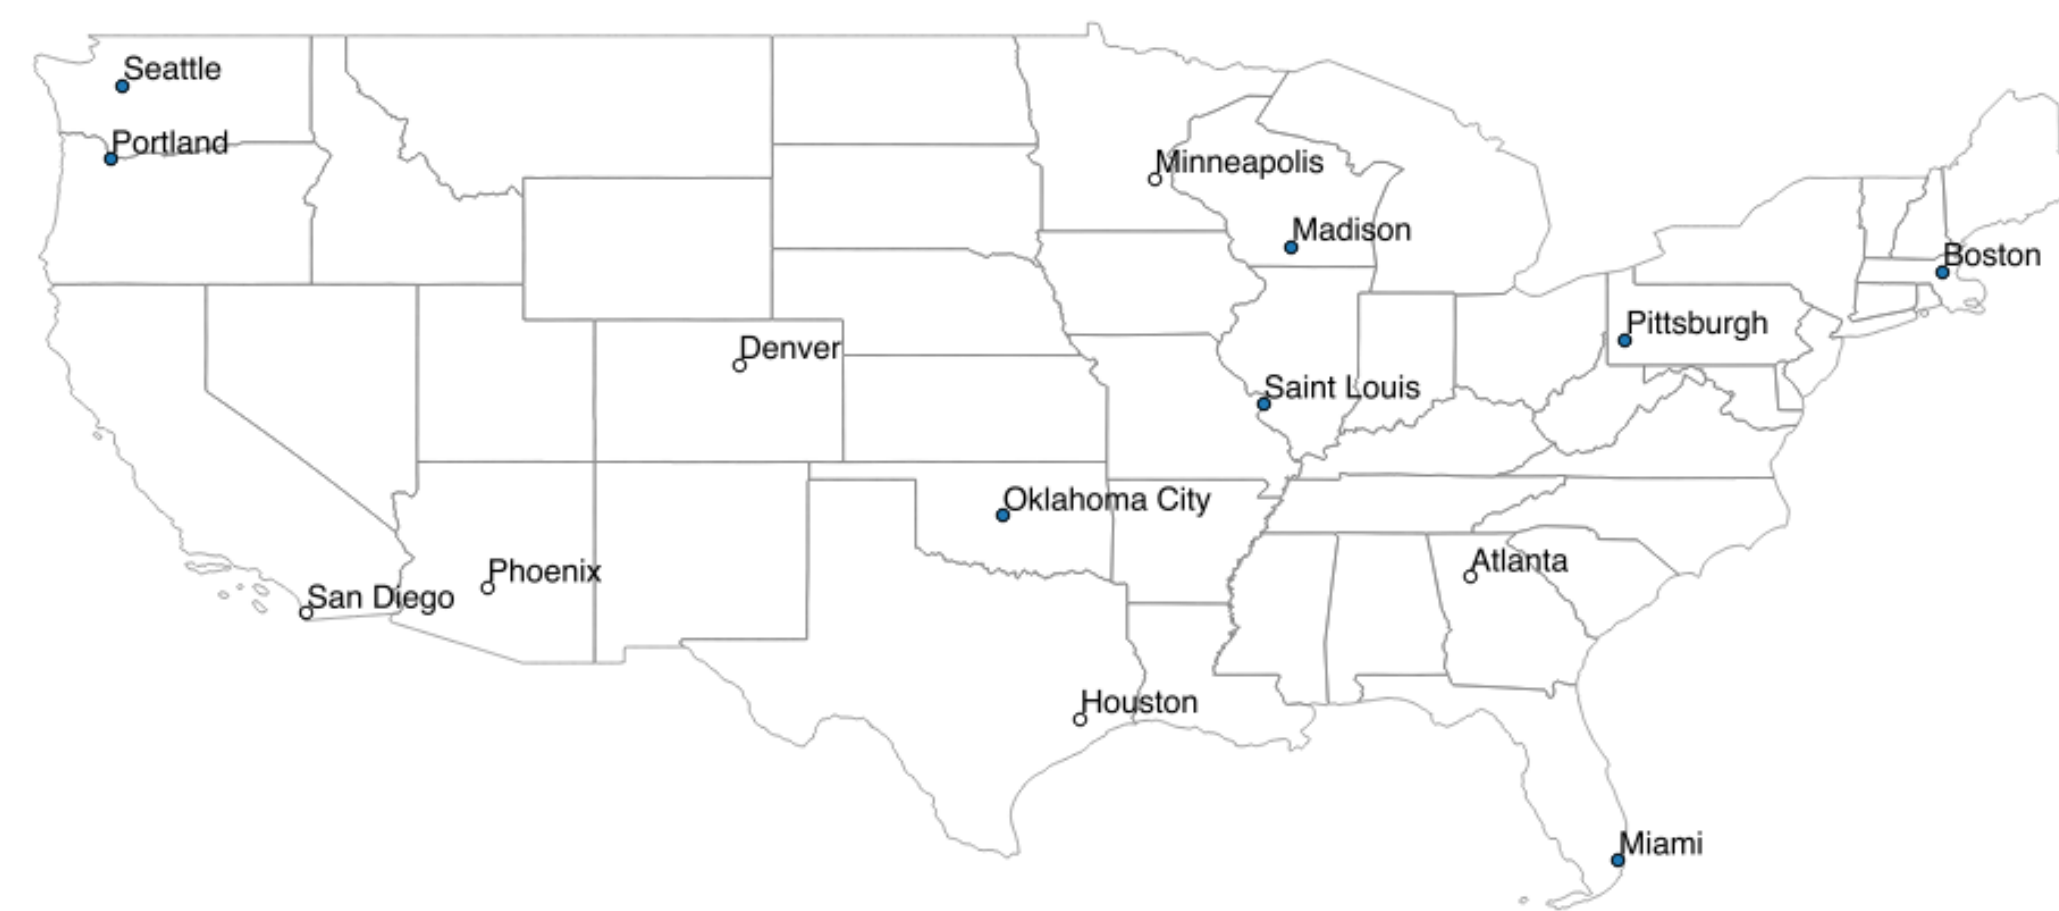 Seattle
Portland
Minneapolis
Madison
Boston
Pittsburgh
Denver
Saint Louis
Oklahoma City
Atlanta
Phoenix
San Diego
Houston
Miami